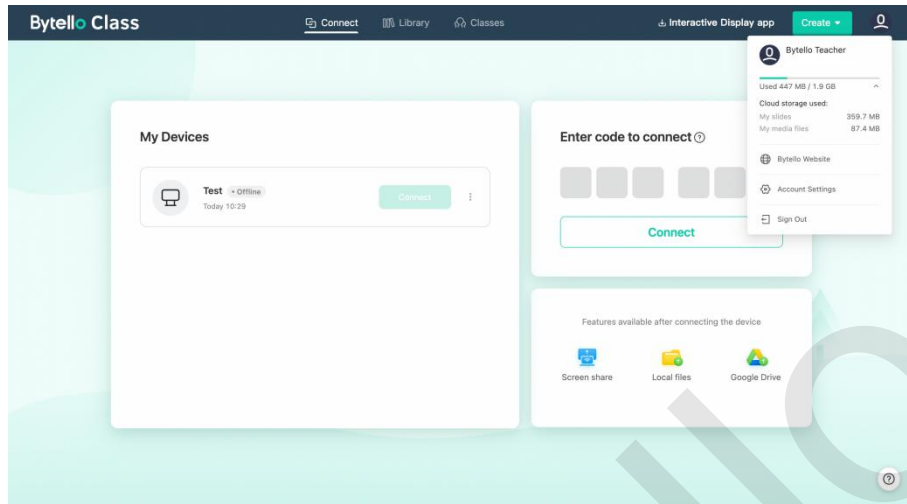 Bytello Class
Connect
Library
Classes
Interactive Display app
Create
Bytello Teacher
Used 447 MB / 1.9 GB
Cloud storage used:
My slides 359.7 MB
My media files 87.4 MB
Bytello Website
Account Settings
Sign Out
My Devices
Test • Offline
Today 10:29
Connect
Enter code to connect
Connect
Features available after connecting the device
Screen share
Local files
Google Drive